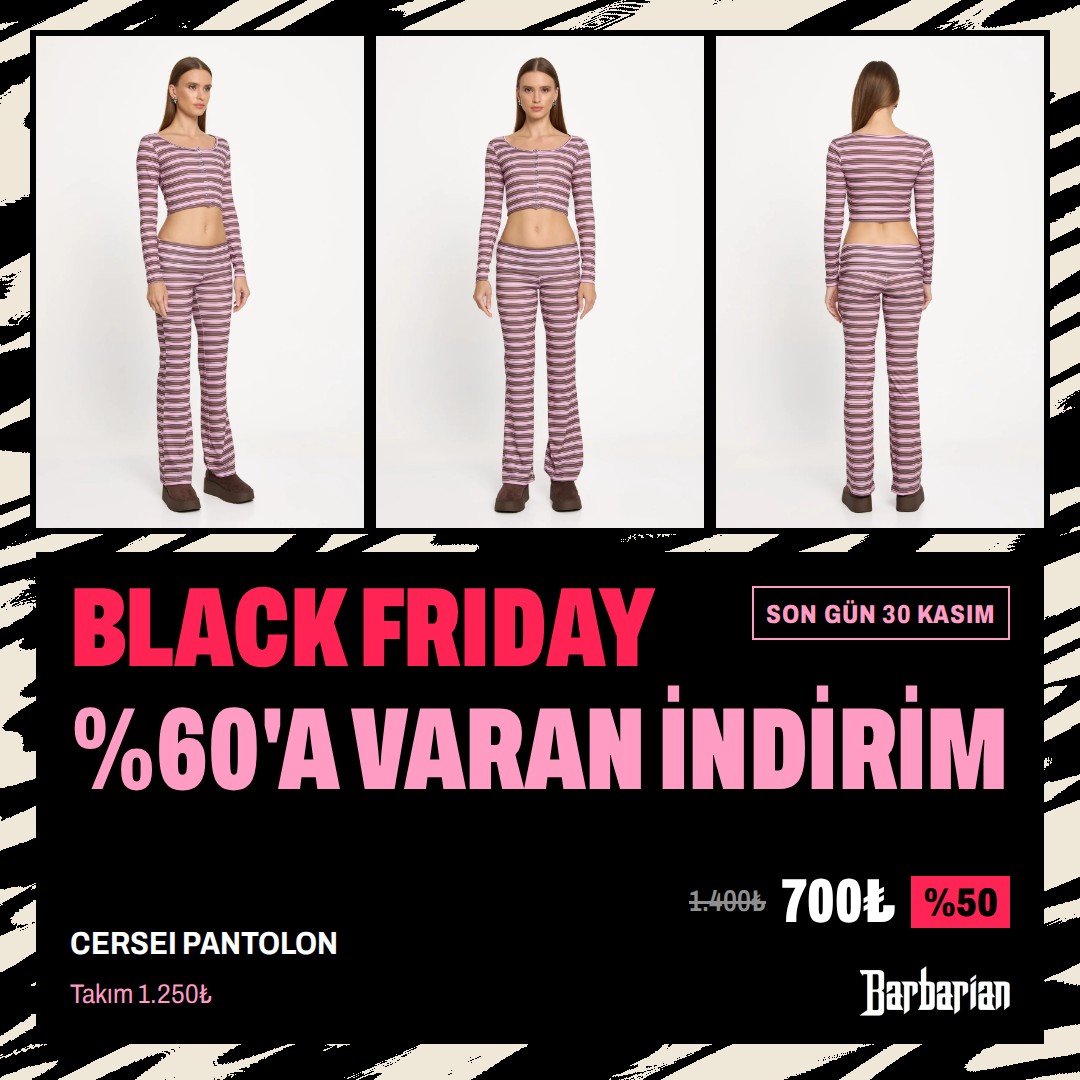 BLACK FRIDAY
SON GÜN 30 KASIM
%60'A VARAN İNDİRİM
1.400₺ 700₺ %50
CERSEI PANTOLON
Takım 1.250₺
Barbarian